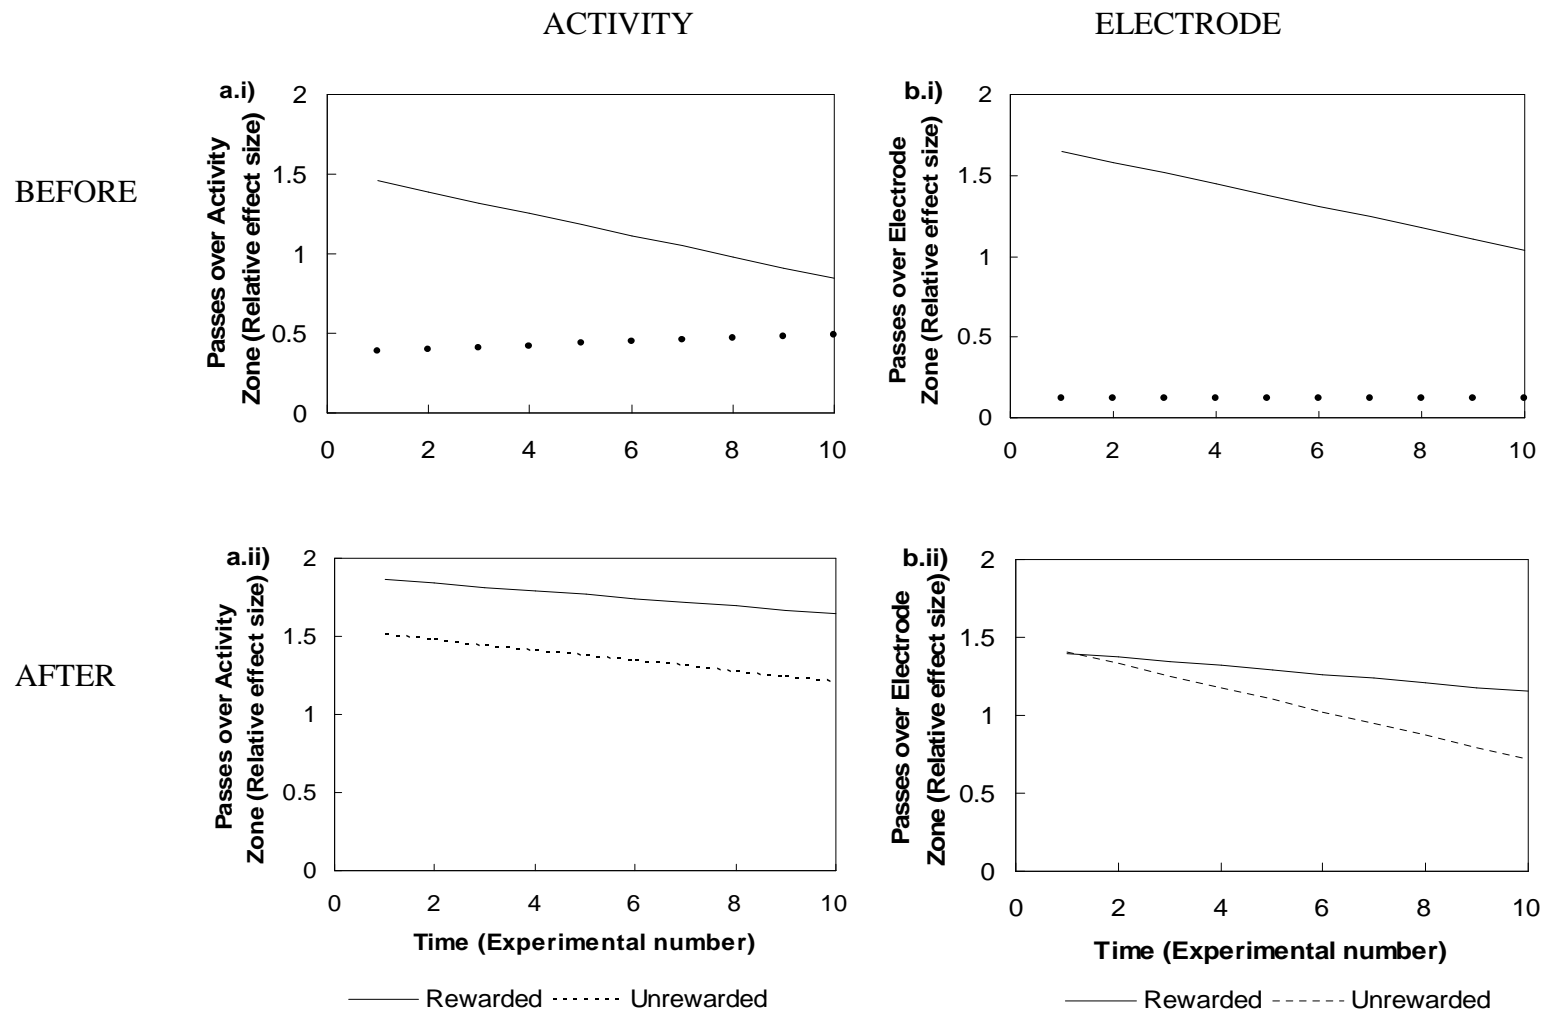 ACTIVITY
ELECTRODE
BEFORE
a.i)
Passes over Activity
Zone (Relative effect size)
2
1.5
1
0.5
0
0 2 4 6 8 10
b.i)
Passes over Electrode
Zone (Relative effect size)
2
1.5
1
0.5
0
0 2 4 6 8 10
AFTER
a.ii)
Passes over Activity
Zone (Relative effect size)
2
1.5
1
0.5
0
0 2 4 6 8 10
Time (Experimental number)
Rewarded Unrewarded
b.ii)
Passes over Electrode
Zone (Relative effect size)
2
1.5
1
0.5
0
0 2 4 6 8 10
Time (Experimental number)
Rewarded Unrewarded